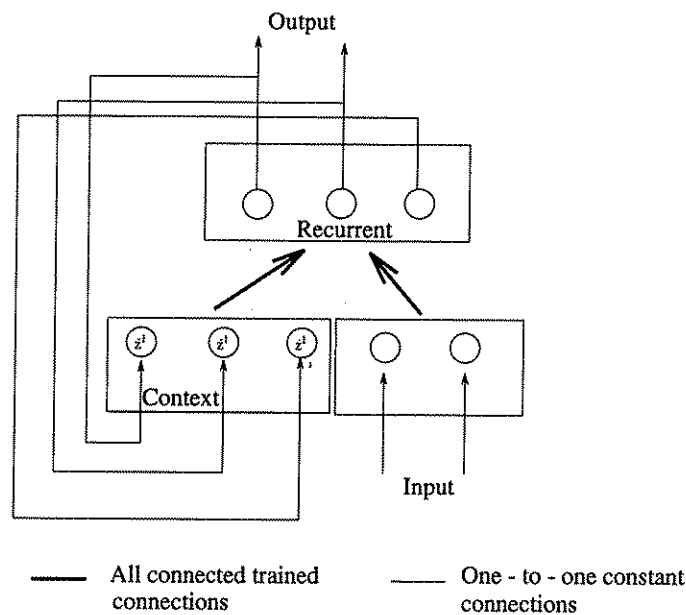 Output
Recurrent
Context
Input
All connected trained
connections
One - to - one constant
connections